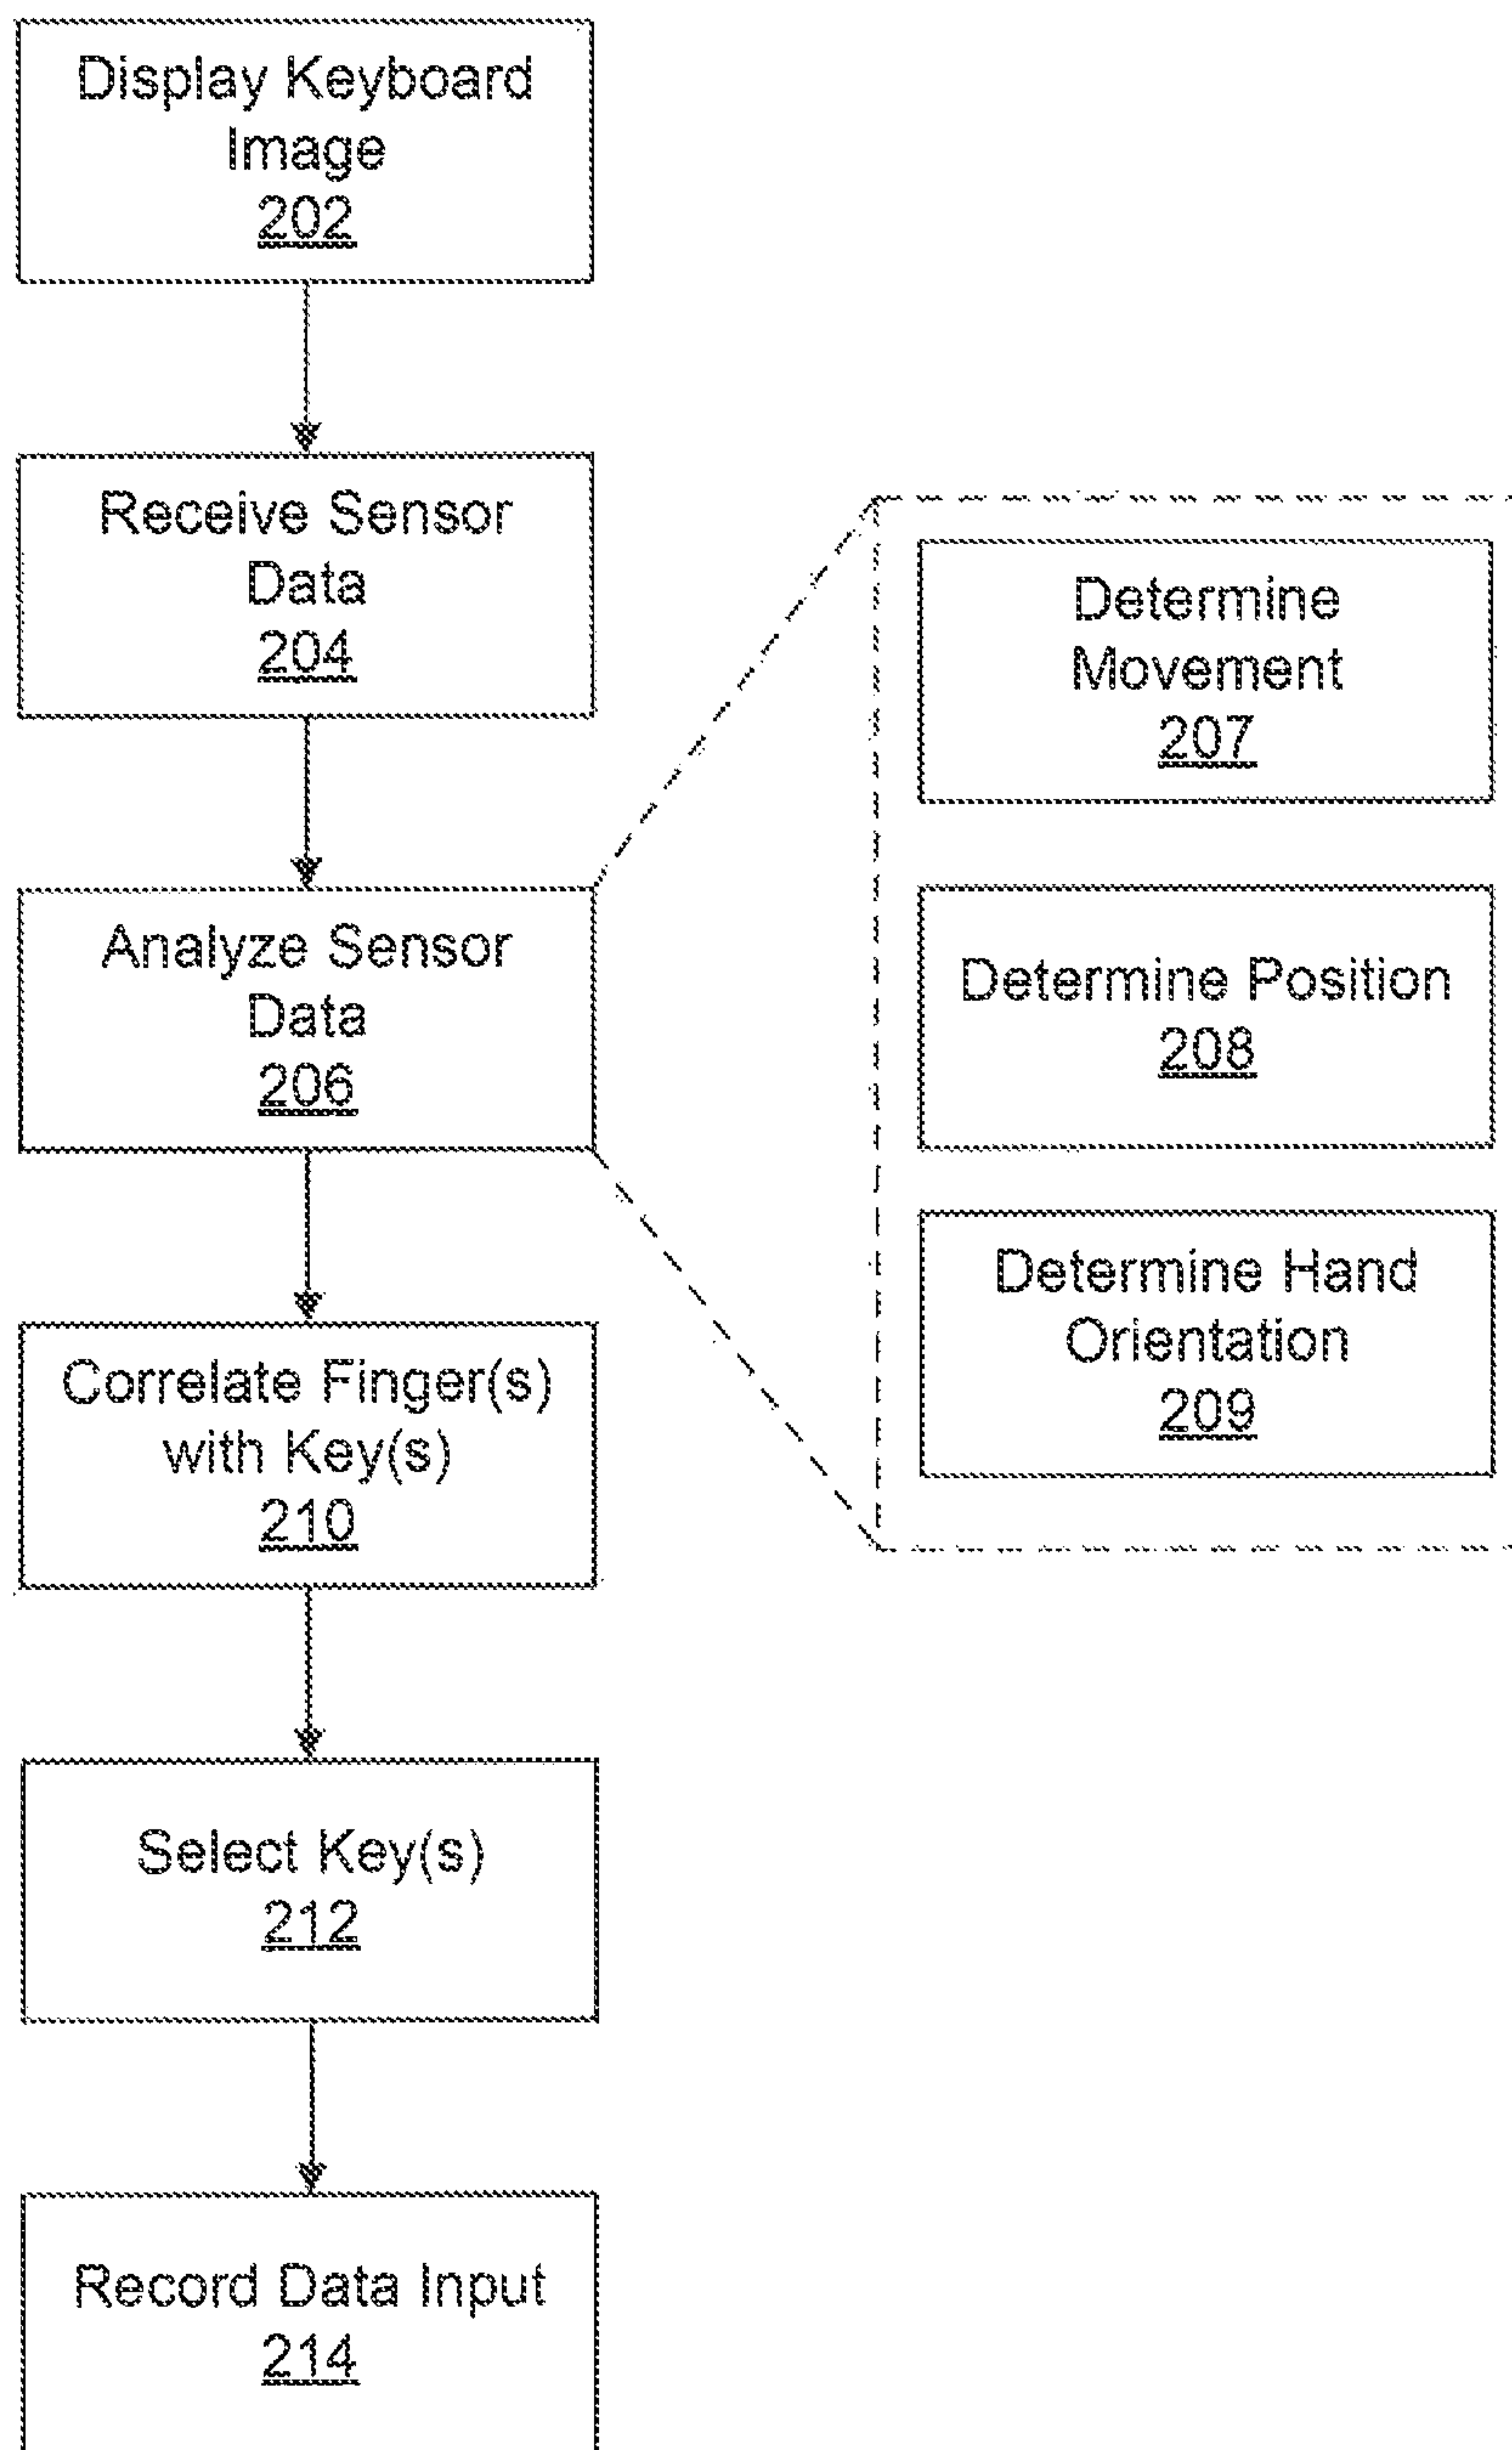 Display Keyboard
Image
202
Receive Sensor
Data
204
Analyze Sensor
Data
206
Determine
Movement
207
Determine Position
208
Determine Hand
Orientation
209
Correlate Finger(s)
with Key(s)
210
Select Key(s)
212
Record Data Input
214